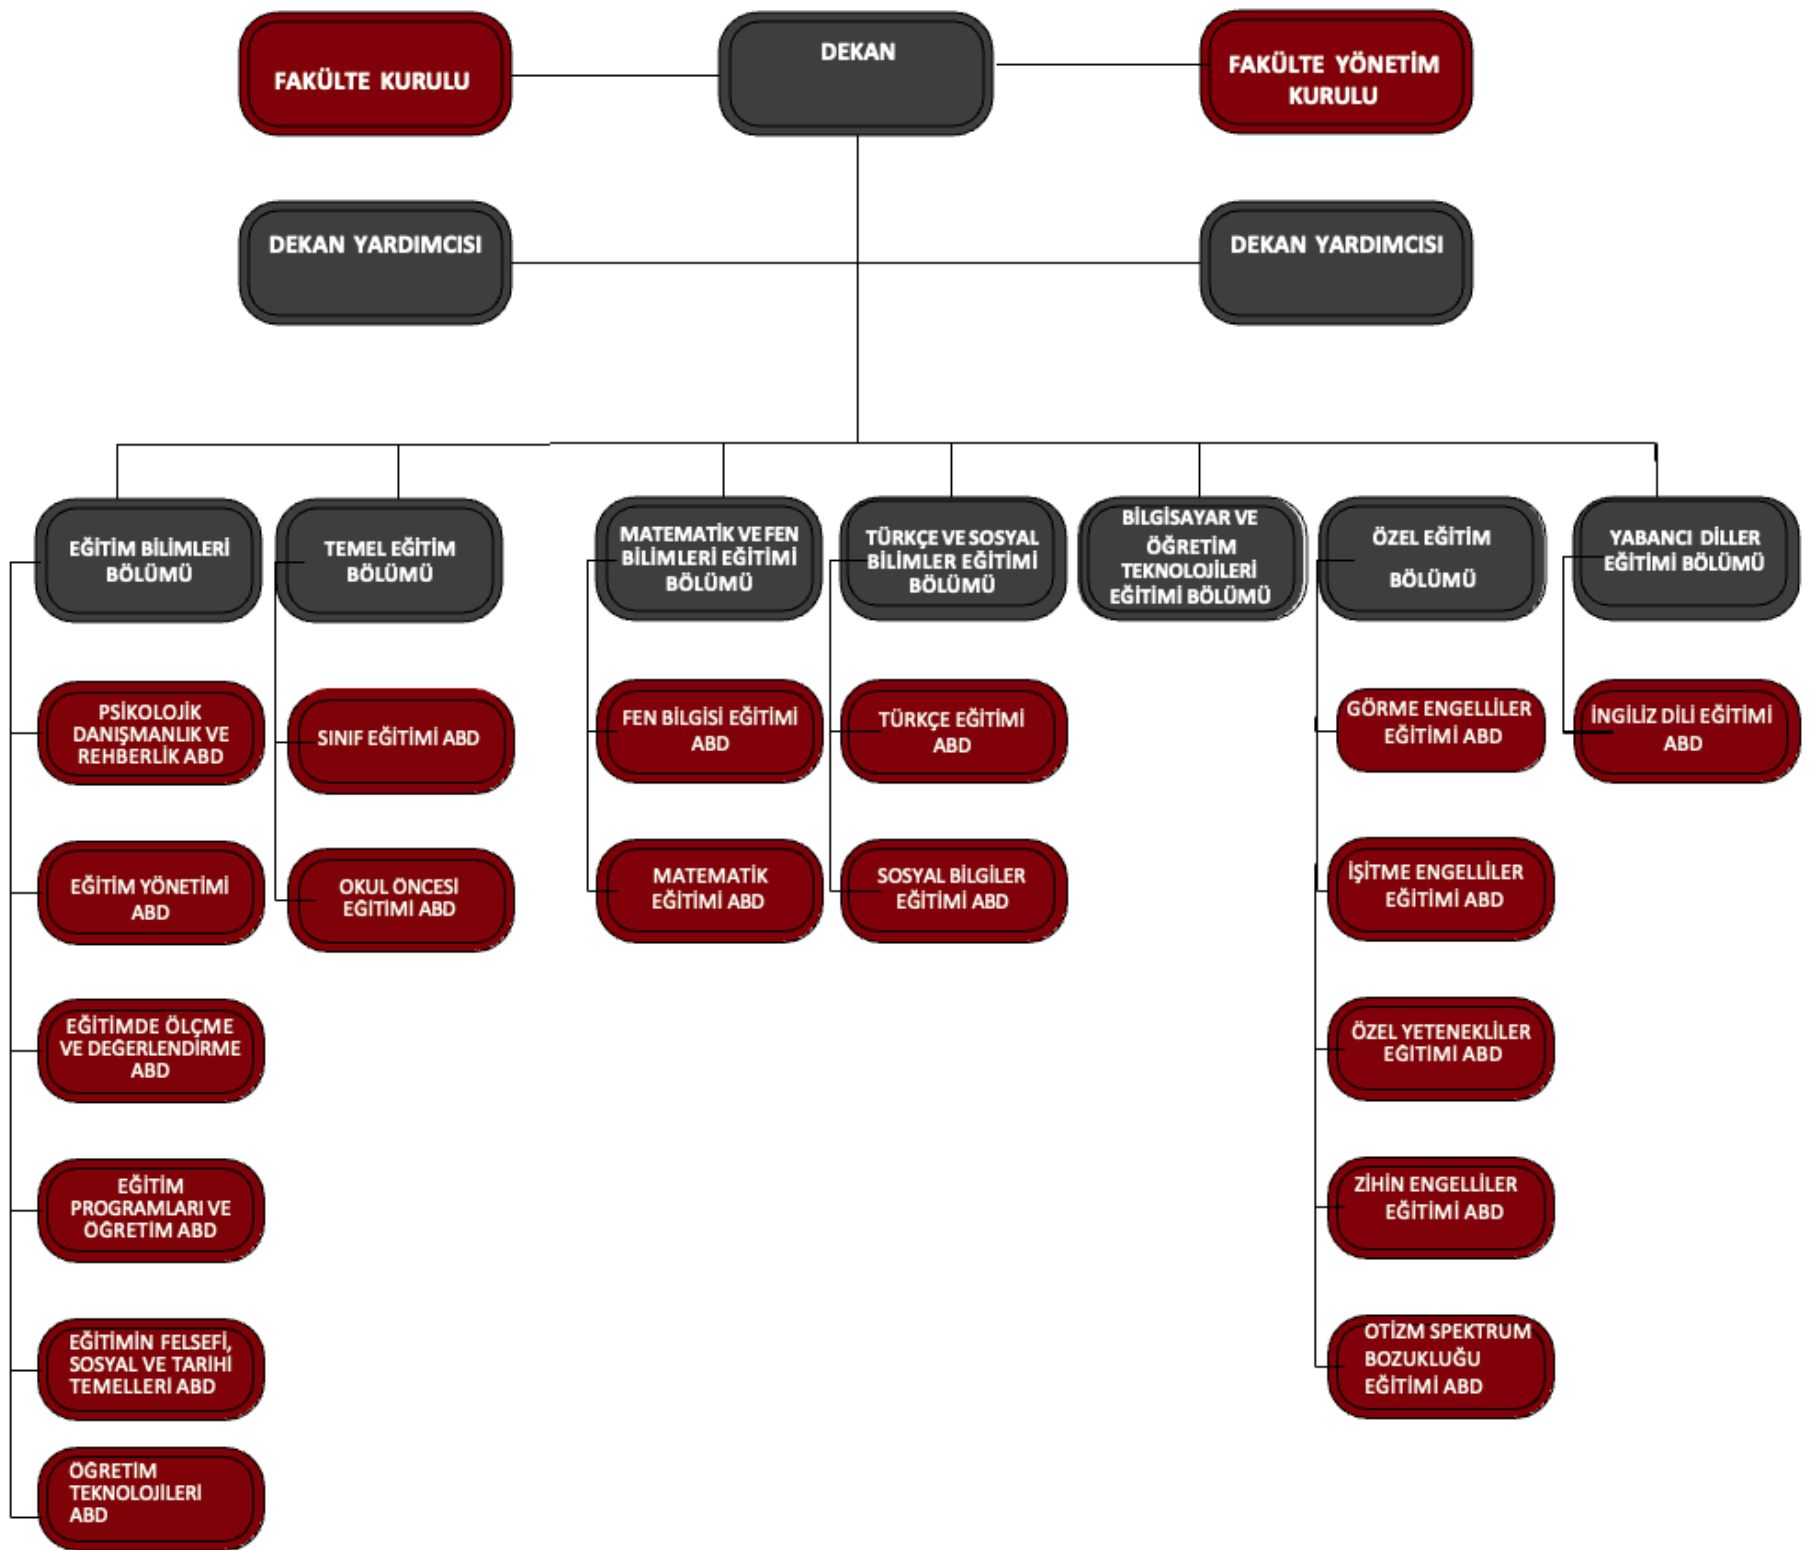 FAKÜLTE KURULU
DEKAN
FAKÜLTE YÖNETİM
KURULU
DEKAN YARDIMCISI
DEKAN YARDIMCISI
EĞİTİM BİLİMLERİ
BÖLÜMÜ
TEMEL EĞİTİM
BÖLÜMÜ
MATEMATİK VE FEN
BİLİMLERİ EĞİTİMİ
BÖLÜMÜ
TÜRKÇE VE SOSYAL
BİLİMLER EĞİTİMİ
BÖLÜMÜ
BİLGİSAYAR VE
ÖĞRETİM
TEKNOLOJİLERİ
EĞİTİMİ BÖLÜMÜ
ÖZEL EĞİTİM
BÖLÜMÜ
YABANCI DİLLER
EĞİTİMİ BÖLÜMÜ
PSİKOLOJİK
DANIŞMANLIK VE
REHBERLİK ABD
EĞİTİM YÖNETİMİ
ABD
EĞİTİMDE ÖLÇME
VE DEĞERLENDİRME
ABD
EĞİTİM
PROGRAMLARI VE
ÖĞRETİM ABD
EĞİTİMİN FELSEFİ,
SOSYAL VE TARİHİ
TEMELLERİ ABD
ÖĞRETİM
TEKNOLOJİLERİ
ABD
SINIF EĞİTİMİ ABD
OKUL ÖNCESİ
EĞİTİMİ ABD
FEN BİLGİSİ EĞİTİMİ
ABD
MATEMATİK
EĞİTİMİ ABD
TÜRKÇE EĞİTİMİ
ABD
SOSYAL BİLGİLER
EĞİTİMİ ABD
GÖRME ENGELLİLER
EĞİTİMİ ABD
İŞİTME ENGELLİLER
EĞİTİMİ ABD
ÖZEL YETENEKLİLER
EĞİTİMİ ABD
ZİHİN ENGELLİLER
EĞİTİMİ ABD
OTİZM SPEKTRUM
BOZUKLUĞU
EĞİTİMİ ABD
İNGİLİZ DİLİ EĞİTİMİ
ABD